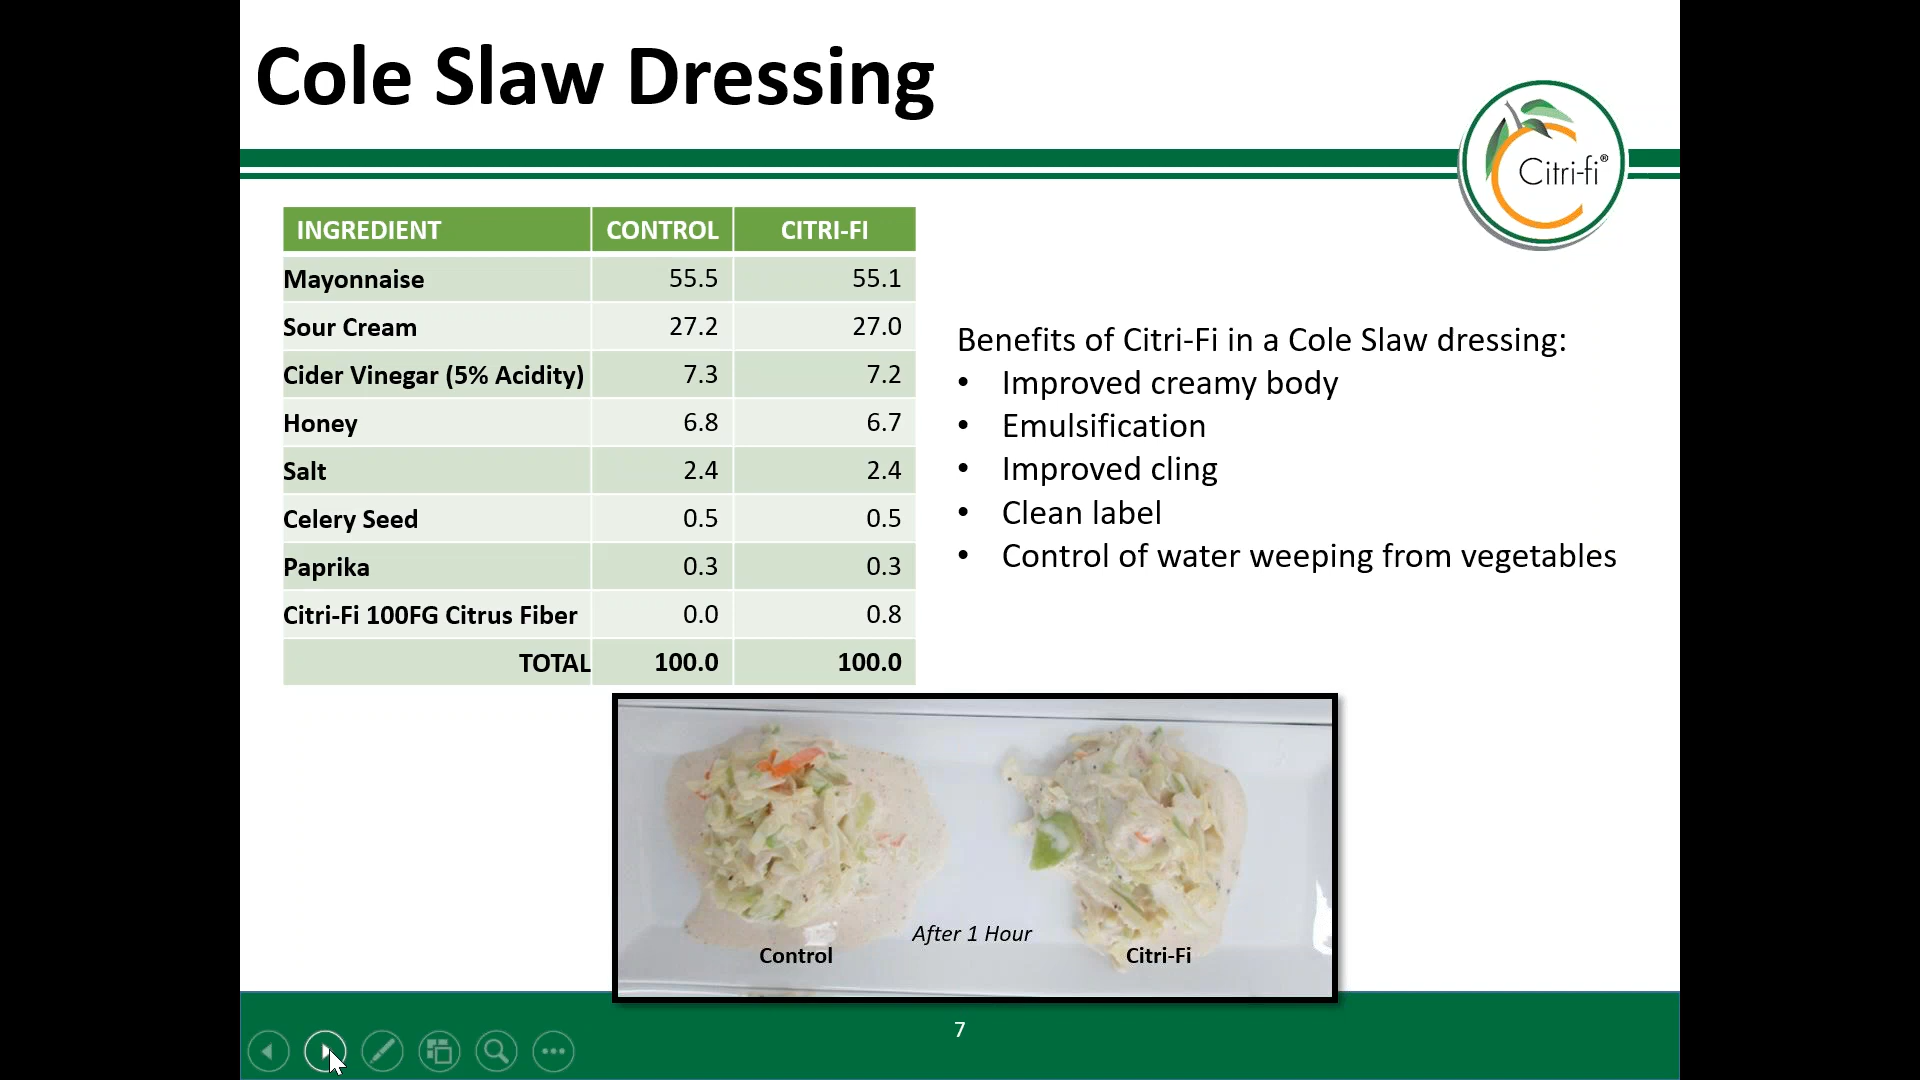 Cole Slaw Dressing
Citri-fi®
INGREDIENT CONTROL CITRI-FI
Mayonnaise 55.5 55.1
Sour Cream 27.2 27.0
Cider Vinegar (5% Acidity) 7.3 7.2
Honey 6.8 6.7
Salt 2.4 2.4
Celery Seed 0.5 0.5
Paprika 0.3 0.3
Citri-Fi 100FG Citrus Fiber 0.0 0.8
TOTAL 100.0 100.0
Benefits of Citri-Fi in a Cole Slaw dressing:
• Improved creamy body
• Emulsification
• Improved cling
• Clean label
• Control of water weeping from vegetables
After 1 Hour
Control
Citri-Fi
7